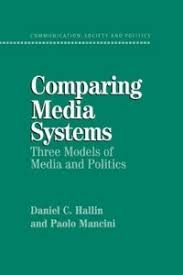 COMMUNICATION, SOCIETY AND POLITICS
Comparing
Media
Systems
Three Models of
Media and Politics
Daniel C. Hallin
and Paolo Mancini